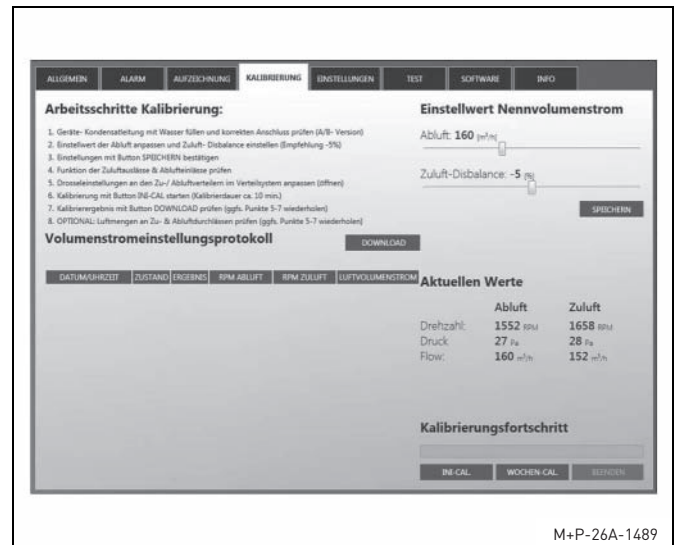 ALLGEMEIN ALARM AUFZEICHNUNG KALIBRIERUNG EINSTELLUNGEN TEST SOFTWARE INFO
Arbeitsschritte Kalibrierung:
1. Geräte- Kondensatleitung mit Wasser füllen und korrekten Anschluss prüfen (A/B- Version)
2. Einstellwert der Abluft anpassen und Zuluft- Disbalance einstellen (Empfehlung -5%)
3. Einstellungen mit Button SPEICHERN bestätigen
4. Funktion der Zuluftauslässe & Ablufteinlässe prüfen
5. Drosseleinstellungen an den Zu-/ Abluftverteilern im Verteilsystem anpassen (öffnen)
6. Kalibrierung mit Button INI-CAL starten (Kalibrierdauer ca. 10 min.)
7. Kalibrierergebnis mit Button DOWNLOAD prüfen (ggfs. Punkte 5-7 wiederholen)
8. OPTIONAL: Luftmengen an Zu- & Abluftdurchlässen prüfen (ggfs. Punkte 5-7 wiederholen)
Volumenstromeinstellungsprotokoll
DOWNLOAD
DATUM/UHRZEIT ZUSTAND ERGEBNIS RPM ABLUFT RPM ZULUFT LUFTVOLUMENSTROM
Einstellwert Nennvolumenstrom
Abluft: 160 [m³/h]
Zuluft-Disbalance: -5 [%]
SPEICHERN
Aktuellen Werte
Abluft Zuluft
Drehzahl: 1552 RPM 1658 RPM
Druck 27 Pa 28 Pa
Flow: 160 m³/h 152 m³/h
Kalibrierungsfortschritt
INI-CAL. WOCHEN-CAL. BEENDEN
M+P-26A-1489